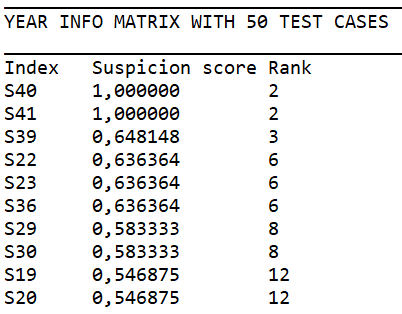 YEAR INFO MATRIX WITH 50 TEST CASES
Index Suspicion score Rank
S40 1,000000 2
S41 1,000000 2
S39 0,648148 3
S22 0,636364 6
S23 0,636364 6
S36 0,636364 6
S29 0,583333 8
S30 0,583333 8
S19 0,546875 12
S20 0,546875 12